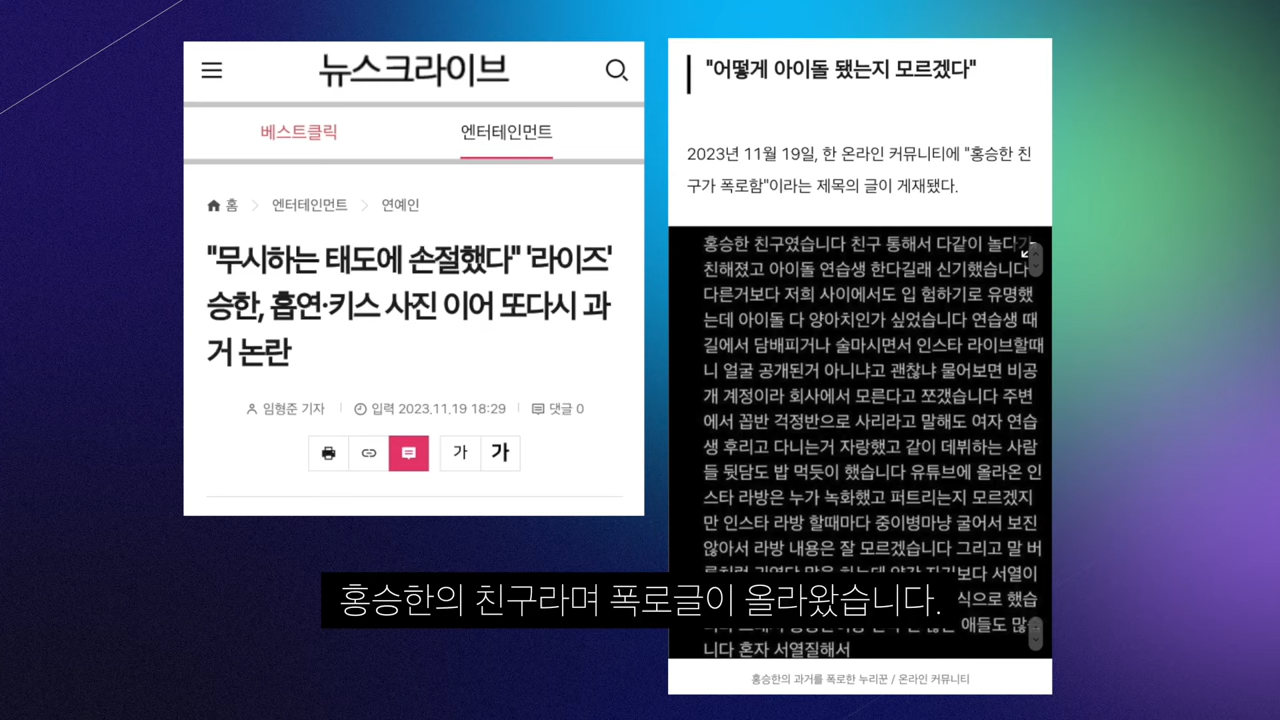 뉴스크라이브
베스트클릭
엔터테인먼트
홈 > 엔터테인먼트 > 연예인
"무시하는 태도에 손절했다" '라이즈'
승한, 흡연·키스 사진 이어 또다시 과
거 논란
임형준 기자 | 입력 2023.11.19 18:29 | 댓글 0
가 가
"어떻게 아이돌 됐는지 모르겠다"
2023년 11월 19일, 한 온라인 커뮤니티에 "홍승한 친
구가 폭로함"이라는 제목의 글이 게재됐다.
홍승한 친구였습니다 친구 통해서 다같이 놀다가
친해졌고 아이돌 연습생 한다길래 신기했습니다
다른거보다 저희 사이에서도 입 험하기로 유명했
는데 아이돌 다 양아치인가 싶었습니다 연습생 때
길에서 담배피거나 술마시면서 인스타 라이브할때
니 얼굴 공개된거 아니냐고 괜찮냐 물어보면 비공
개 계정이라 회사에서 모른다고 쪼갰습니다 주변
에서 꼽반 걱정반으로 사리라고 말해도 여자 연습
생 후리고 다니는거 자랑했고 같이 데뷔하는 사람
들 뒷담도 밥 먹듯이 했습니다 유튜브에 올라온 인
스타 라방은 누가 녹화했고 퍼트리는지 모르겠지
만 인스타 라방 할때마다 중이병마냥 굴어서 보진
않아서 라방 내용은 잘 모르겠습니다 그리고 말 버
보다 서열이
식으로 했습
애들도 많습
니다 혼자 서열질해서
홍승한의 과거를 폭로한 누리꾼 / 온라인 커뮤니티
홍승한의 친구라며 폭로글이 올라왔습니다.